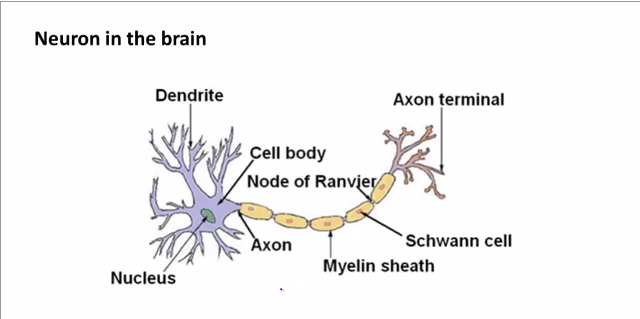 Neuron in the brain
Dendrite
Axon terminal
Cell body
Node of Ranvier
Axon
Schwann cell
Myelin sheath
Nucleus